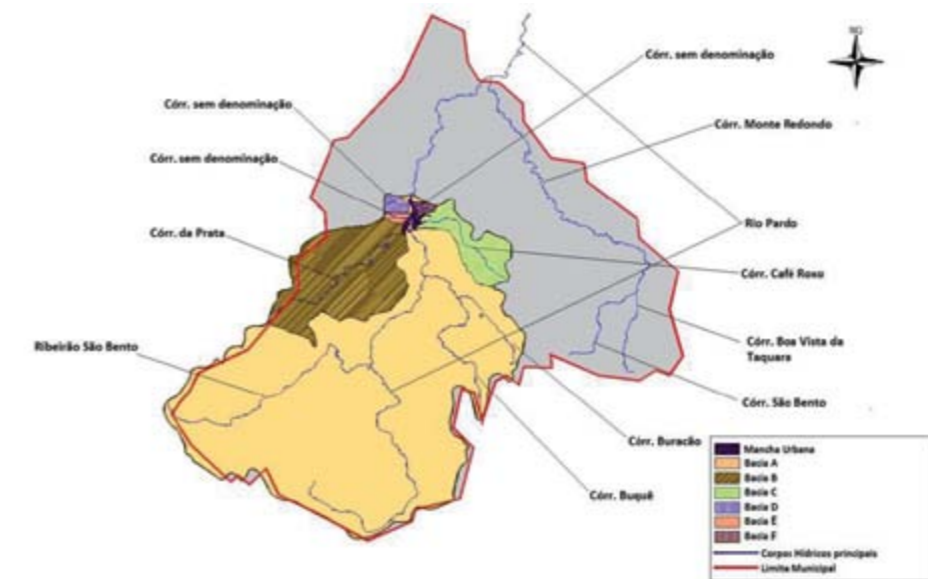 Córr. sem denominação
Córr. sem denominação
Córr. Monte Redondo
Córr. sem denominação
Rio Pardo
Córr. da Prata
Córr. Café Roxo
Ribeirão São Bento
Córr. Boa Vista da
Taquara
Córr. São Bento
Córr. Buracão
Córr. Buquê
Mancha Urbana
Bacia A
Bacia B
Bacia C
Bacia D
Bacia E
Bacia F
Corpos Hídricos principais
Limite Municipal